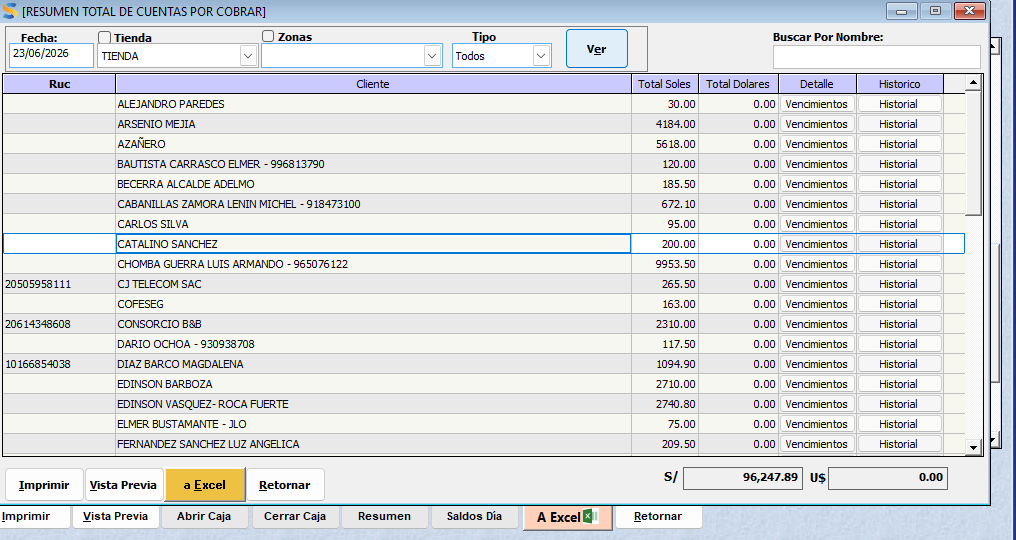 [RESUMEN TOTAL DE CUENTAS POR COBRAR]
Fecha: Tienda Zonas Tipo Buscar Por Nombre:
23/06/2026 TIENDA Todos Ver
Ruc Cliente Total Soles Total Dolares Detalle Historico
ALEJANDRO PAREDES 30.00 0.00 Vencimientos Historial
ARSENIO MEJIA 4184.00 0.00 Vencimientos Historial
AZAÑERO 5618.00 0.00 Vencimientos Historial
BAUTISTA CARRASCO ELMER - 996813790 120.00 0.00 Vencimientos Historial
BECERRA ALCALDE ADELMO 185.50 0.00 Vencimientos Historial
CABANILLAS ZAMORA LENIN MICHEL - 918473100 672.10 0.00 Vencimientos Historial
CARLOS SILVA 95.00 0.00 Vencimientos Historial
CATALINO SANCHEZ 200.00 0.00 Vencimientos Historial
CHOMBA GUERRA LUIS ARMANDO - 965076122 9953.50 0.00 Vencimientos Historial
20505958111 CJ TELECOM SAC 265.50 0.00 Vencimientos Historial
COFESEG 163.00 0.00 Vencimientos Historial
20614348608 CONSORCIO B&B 2310.00 0.00 Vencimientos Historial
DARIO OCHOA - 930938708 117.50 0.00 Vencimientos Historial
10166854038 DIAZ BARCO MAGDALENA 1094.90 0.00 Vencimientos Historial
EDINSON BARBOZA 2710.00 0.00 Vencimientos Historial
EDINSON VASQUEZ- ROCA FUERTE 2740.80 0.00 Vencimientos Historial
ELMER BUSTAMANTE - JLO 75.00 0.00 Vencimientos Historial
FERNANDEZ SANCHEZ LUZ ANGELICA 209.50 0.00 Vencimientos Historial
Imprimir Vista Previa a Excel Retornar S/ 96,247.89 U$ 0.00
Imprimir Vista Previa Abrir Caja Cerrar Caja Resumen Saldos Día A Excel Retornar